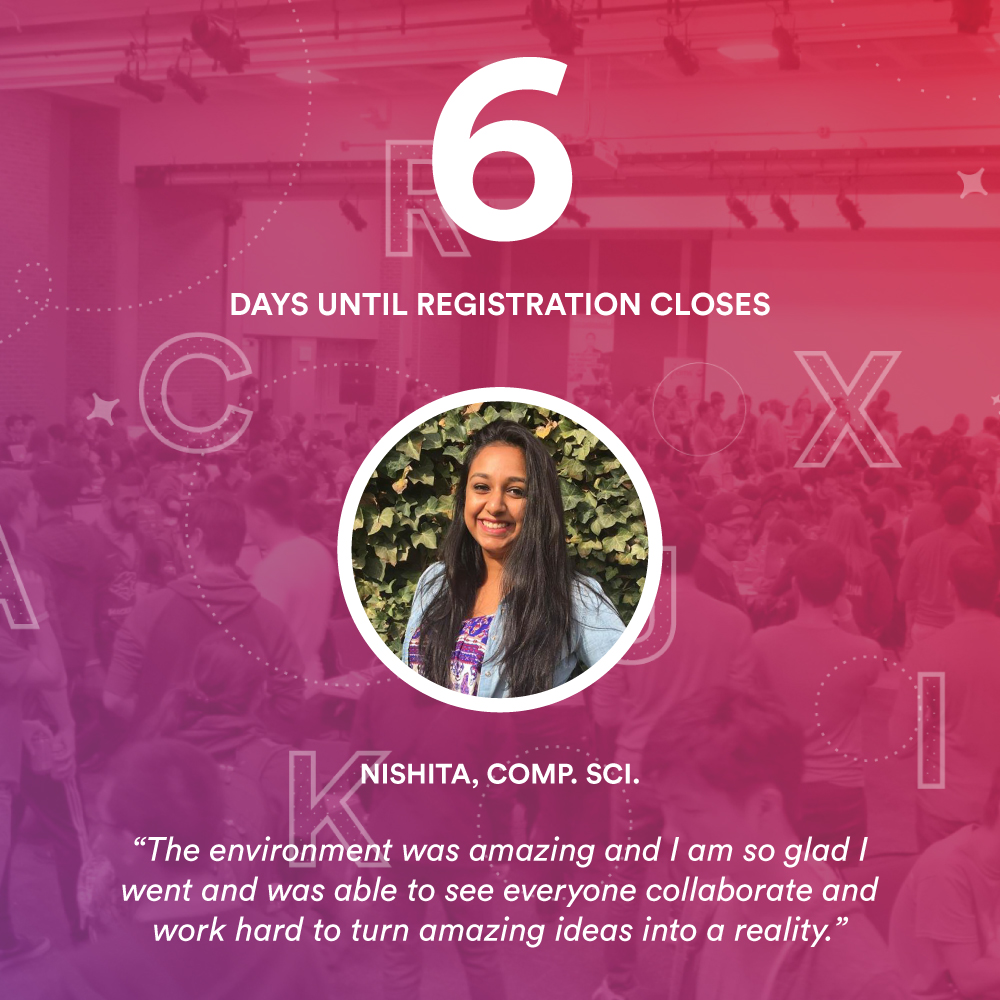 6
R
DAYS UNTIL REGISTRATION CLOSES
C
X
A
U
I
K
NISHITA, COMP. SCI.
“The environment was amazing and I am so glad I
went and was able to see everyone collaborate and
work hard to turn amazing ideas into a reality.”